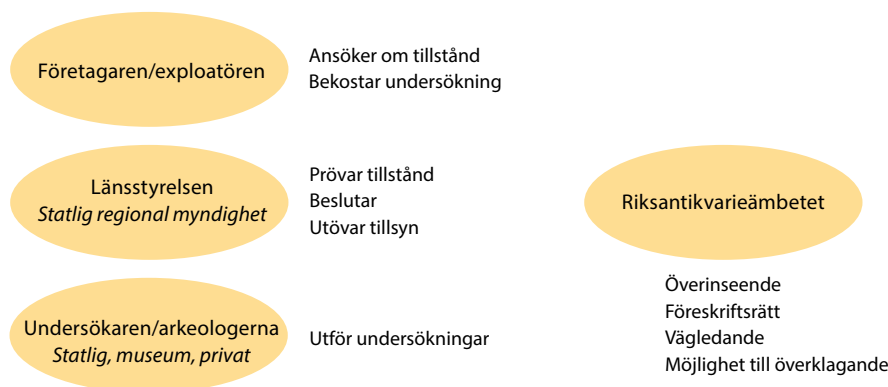 Företagaren/exploatören
Ansöker om tillstånd
Bekostar undersökning
Länsstyrelsen
Statlig regional myndighet
Prövar tillstånd
Beslutar
Utövar tillsyn
Undersökaren/arkeologerna
Statlig, museum, privat
Utför undersökningar
Riksantikvarieämbetet
Överinseende
Föreskriftsrätt
Vägledande
Möjlighet till överklagande